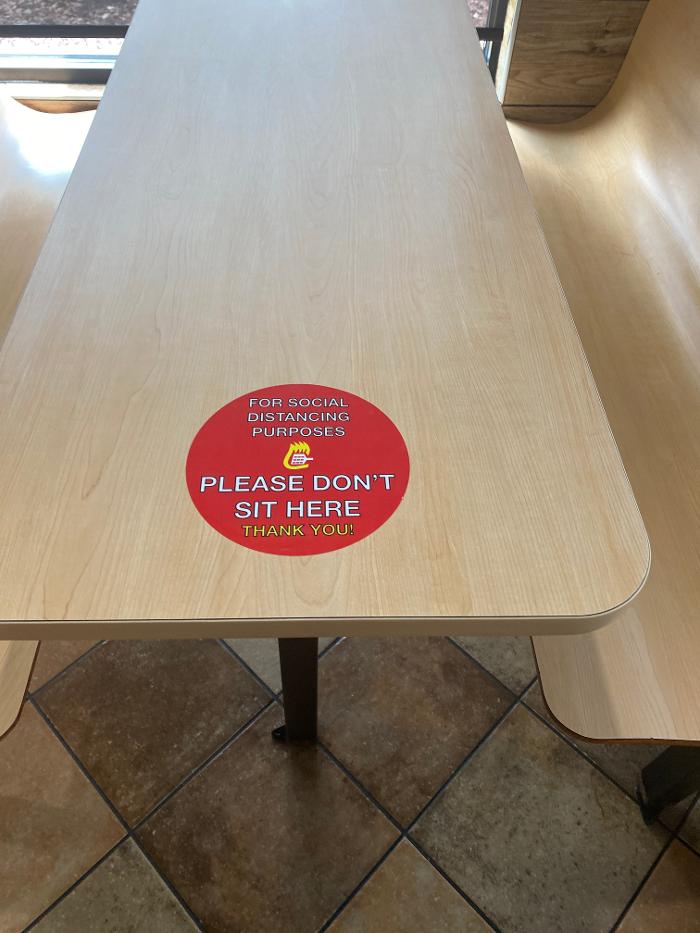 FOR SOCIAL
DISTANCING
PURPOSES
PLEASE DON'T
SIT HERE
THANK YOU!